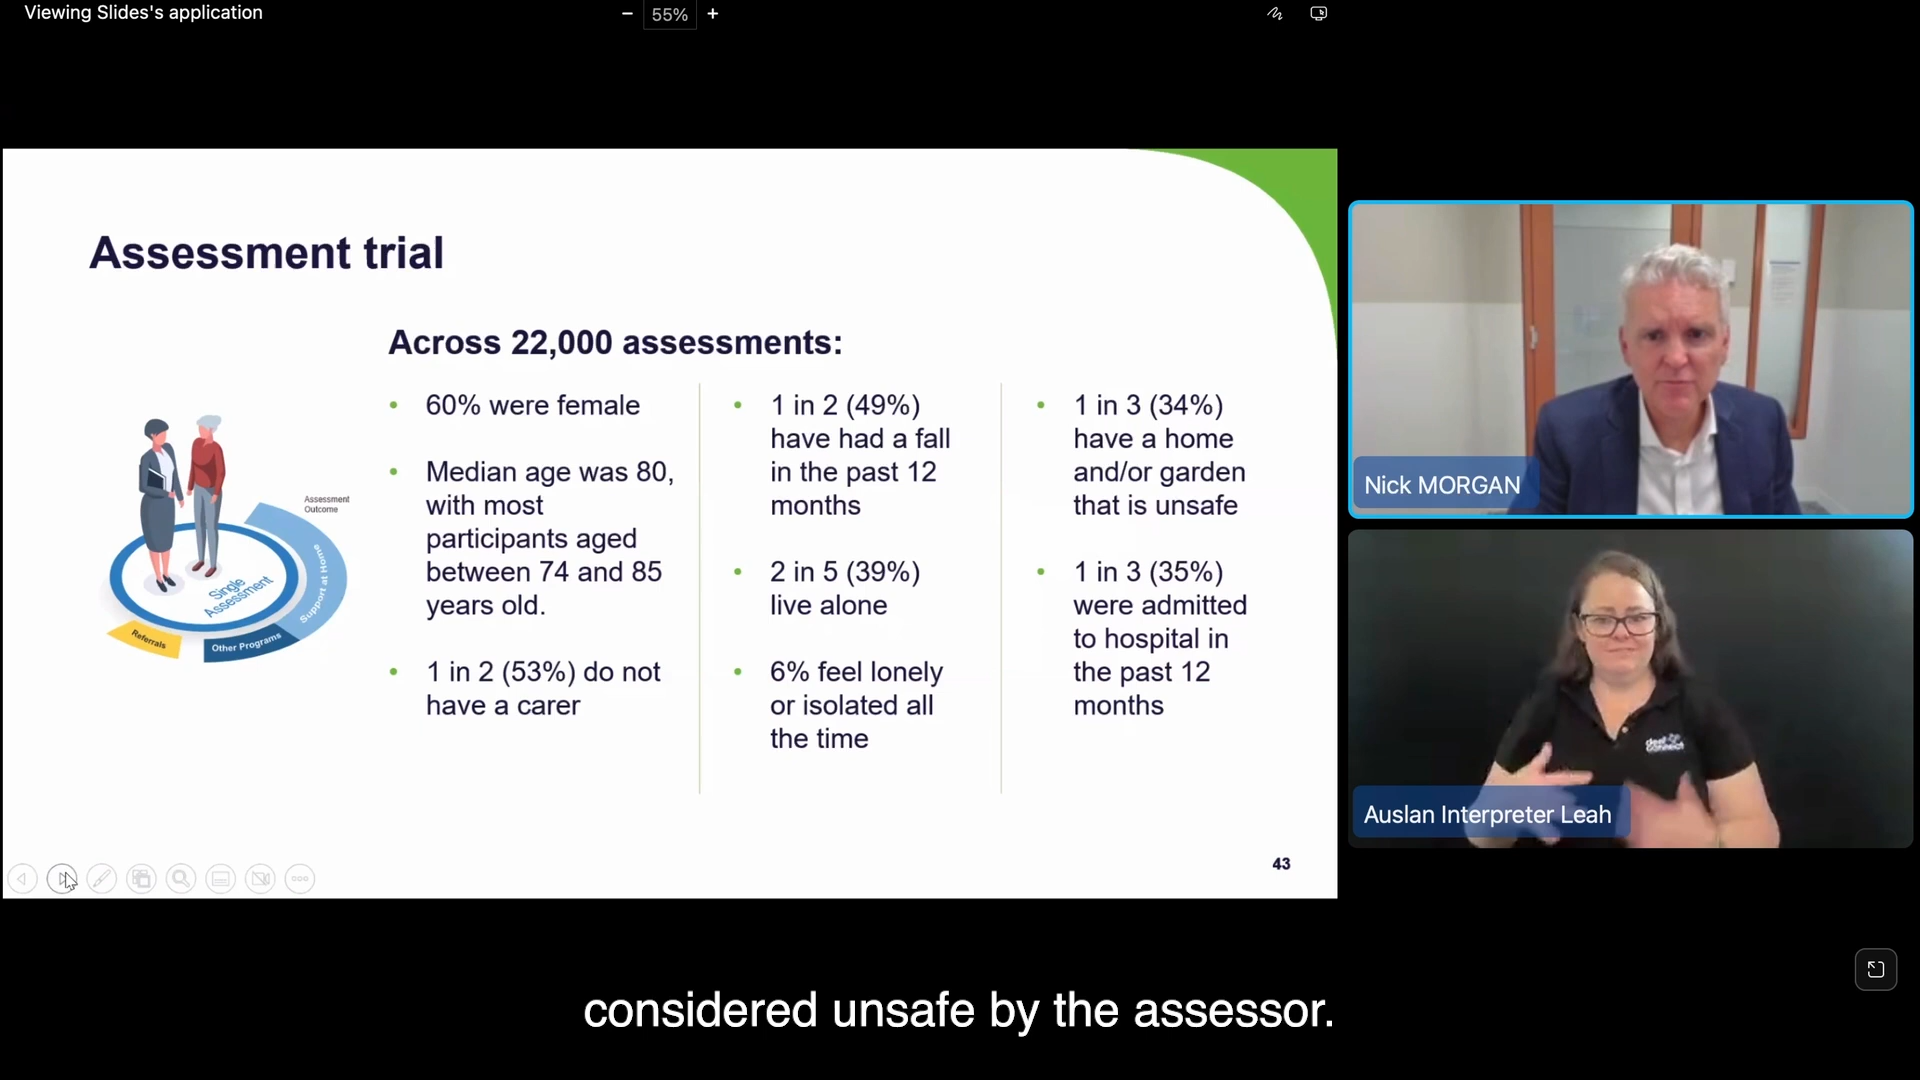 Viewing Slides's application
55%
Assessment trial
Across 22,000 assessments:
• 60% were female
• Median age was 80,
with most
participants aged
between 74 and 85
years old.
• 1 in 2 (53%) do not
have a carer
• 1 in 2 (49%)
have had a fall
in the past 12
months
• 2 in 5 (39%)
live alone
• 6% feel lonely
or isolated all
the time
• 1 in 3 (34%)
have a home
and/or garden
that is unsafe
• 1 in 3 (35%)
were admitted
to hospital in
the past 12
months
Assessment
Outcome
Single
Assessment
Support at Home
Referrals
Other Programs
43
Nick MORGAN
deaf
connect
Auslan Interpreter Leah
considered unsafe by the assessor.